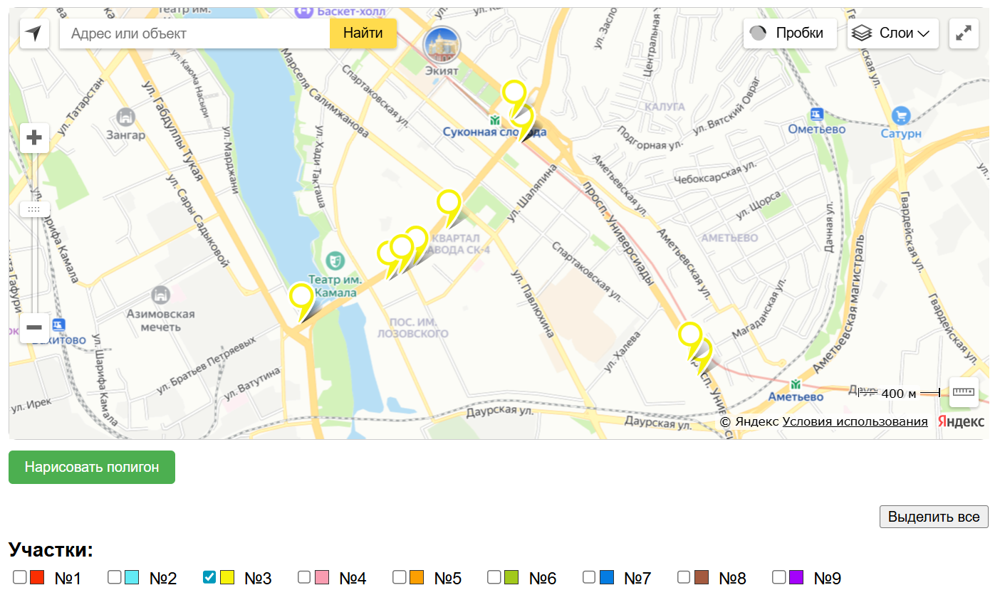 театр им.
Баскет-холл
Адрес или объект
Найти
Пробки
Слои
Экият
ул. Татарстан
Зангар
ул. Каюма Насыри
ул. Габдуллы Тукая
ул. Марджани
Марселя Салимжанова
Спартаковская ул.
Суконная слобода
КАЛУГА
Центральная
ул. Вятский Овраг
Подгорная ул.
Ометьево
Сатурн
ул. Хади Такташа
ул. Сары Садыковой
ул. Шаляпина
Аметьевская ул.
Чебоксарская ул.
ул. Щорса
просп. Универсиады
АМЕТЬЕВО
Дачная ул.
Гвардейская ул.
КВАРТАЛ
ЗАВОДА СК-4
Театр им.
Камала
Спартаковская ул.
Аметьевская ул.
ул. Павлюхина
Аметьевская магистраль
Азимовская
мечеть
ПОС. ИМ.
ЛОЗОВСКОГО
Магаданская ул.
Гвардейская ул.
ул. Халева
ул. Шарифа Камала
ул. Братьев Петряевых
ул. Ватутина
ул. Ирек
Аметьево
400 м
Даурская ул.
Даурская ул.
© Яндекс Условия использования
Яндекс
Нарисовать полигон
Выделить все
Участки:
№1 №2 №3 №4 №5 №6 №7 №8 №9